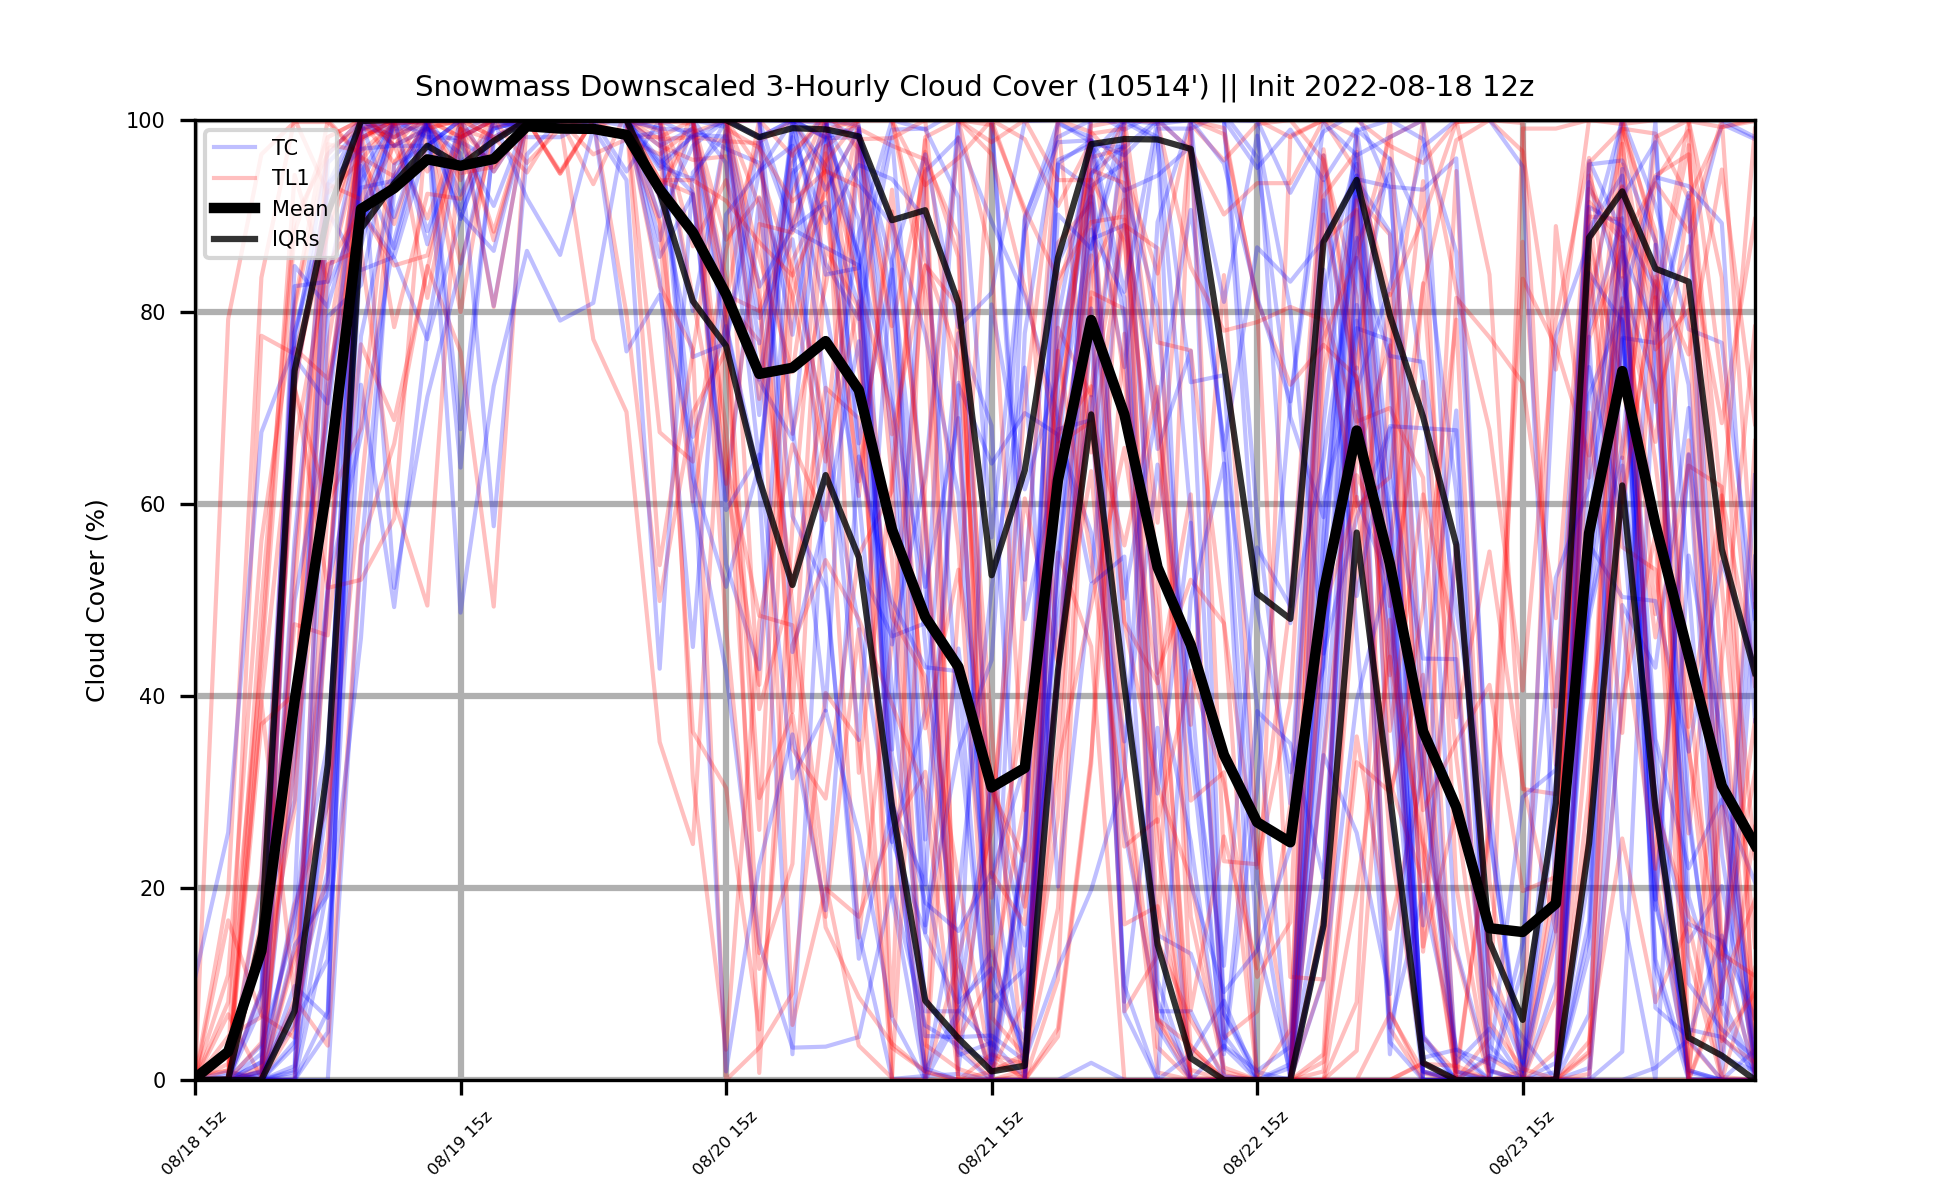 Snowmass Downscaled 3-Hourly Cloud Cover (10514') || Init 2022-08-18 12z
TC
TL1
Mean
IQRs
Cloud Cover (%)
100
80
60
40
20
0
08/18 15z
08/19 15z
08/20 15z
08/21 15z
08/22 15z
08/23 15z